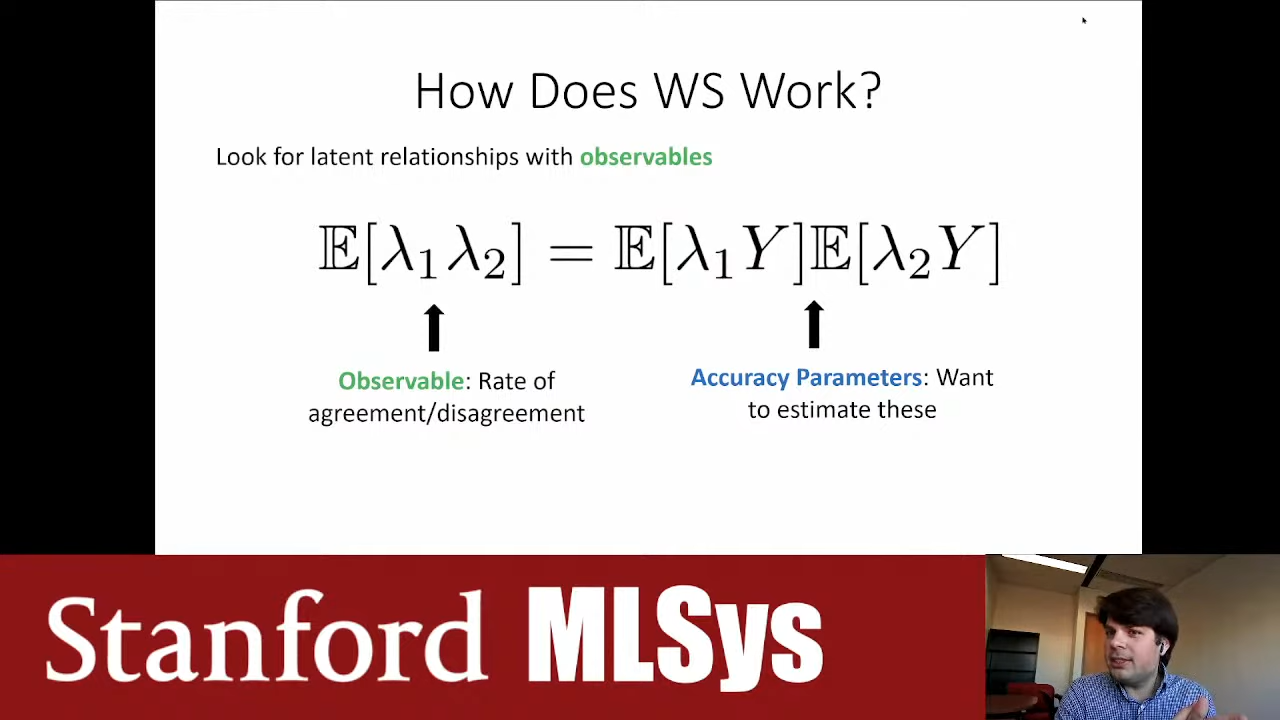 How Does WS Work?
Look for latent relationships with observables
𝔼[λ₁λ₂] = 𝔼[λ₁Y]𝔼[λ₂Y]
Observable: Rate of
agreement/disagreement
Accuracy Parameters: Want
to estimate these
Stanford MLSys